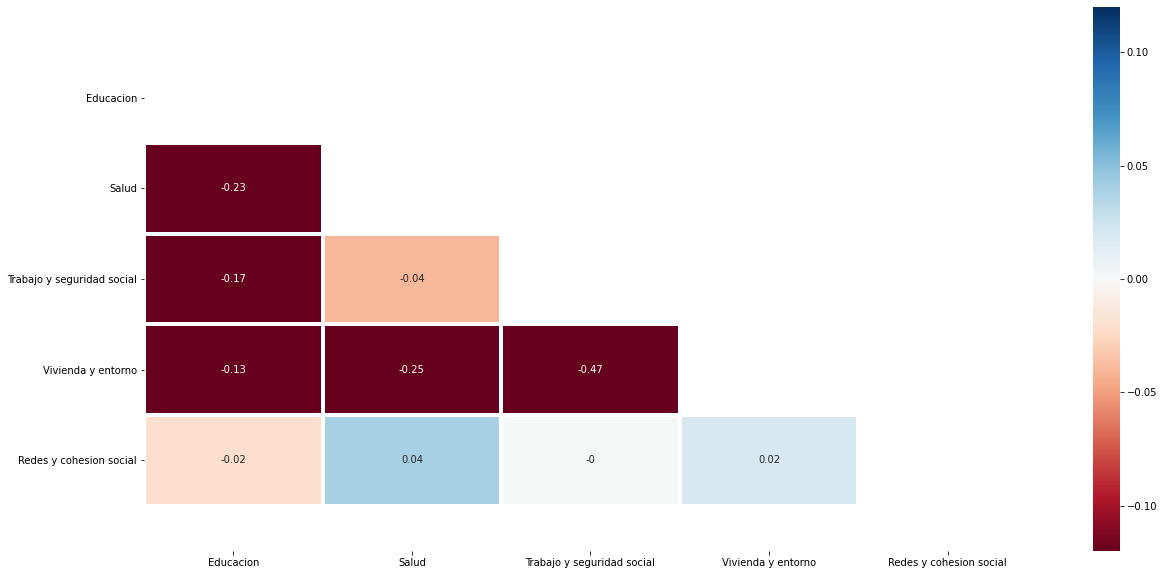 0.10
Educacion
0.05
Salud
-0.23
Trabajo y seguridad social
-0.17
-0.04
0.00
Vivienda y entorno
-0.13
-0.25
-0.47
−0.05
Redes y cohesion social
-0.02
0.04
-0
0.02
−0.10
Educacion
Salud
Trabajo y seguridad social
Vivienda y entorno
Redes y cohesion social